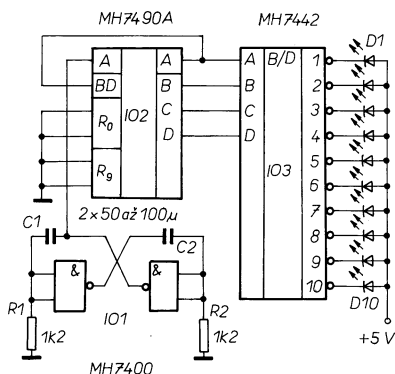 MH7490A MH7442
A A A B/D 1 D1
BD B B 2
R0 IO2 C C 3
D D 4
R9 IO3 5
6
2×50 až 100μ 7
C1 C2 8
& & 9
10 D10
R1 IO1 R2 +5 V
1k2 1k2
MH7400